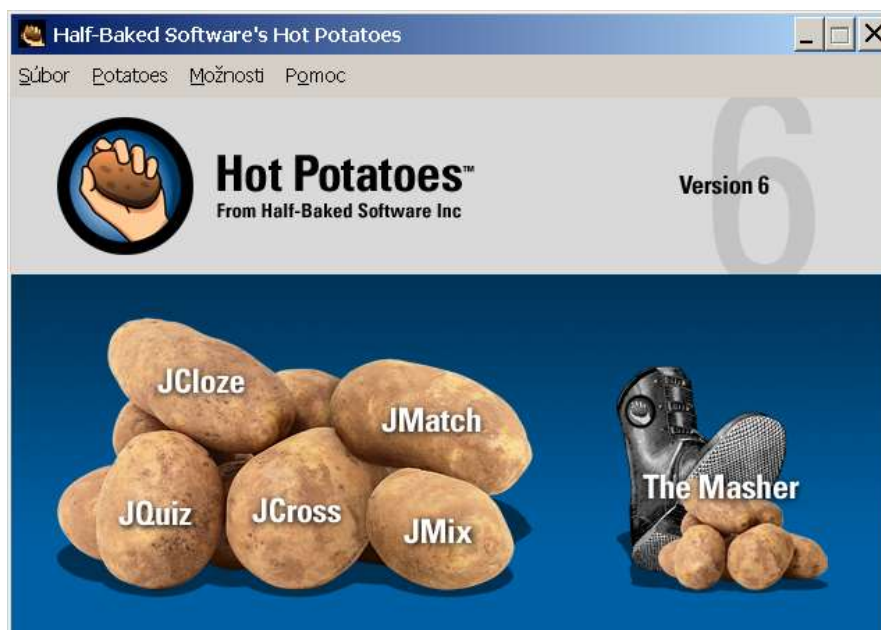 Half-Baked Software's Hot Potatoes
Súbor Potatoes Možnosti Pomoc
6
Hot Potatoes™
From Half-Baked Software Inc
Version 6
JCloze
JMatch
JQuiz
JCross
JMix
The Masher